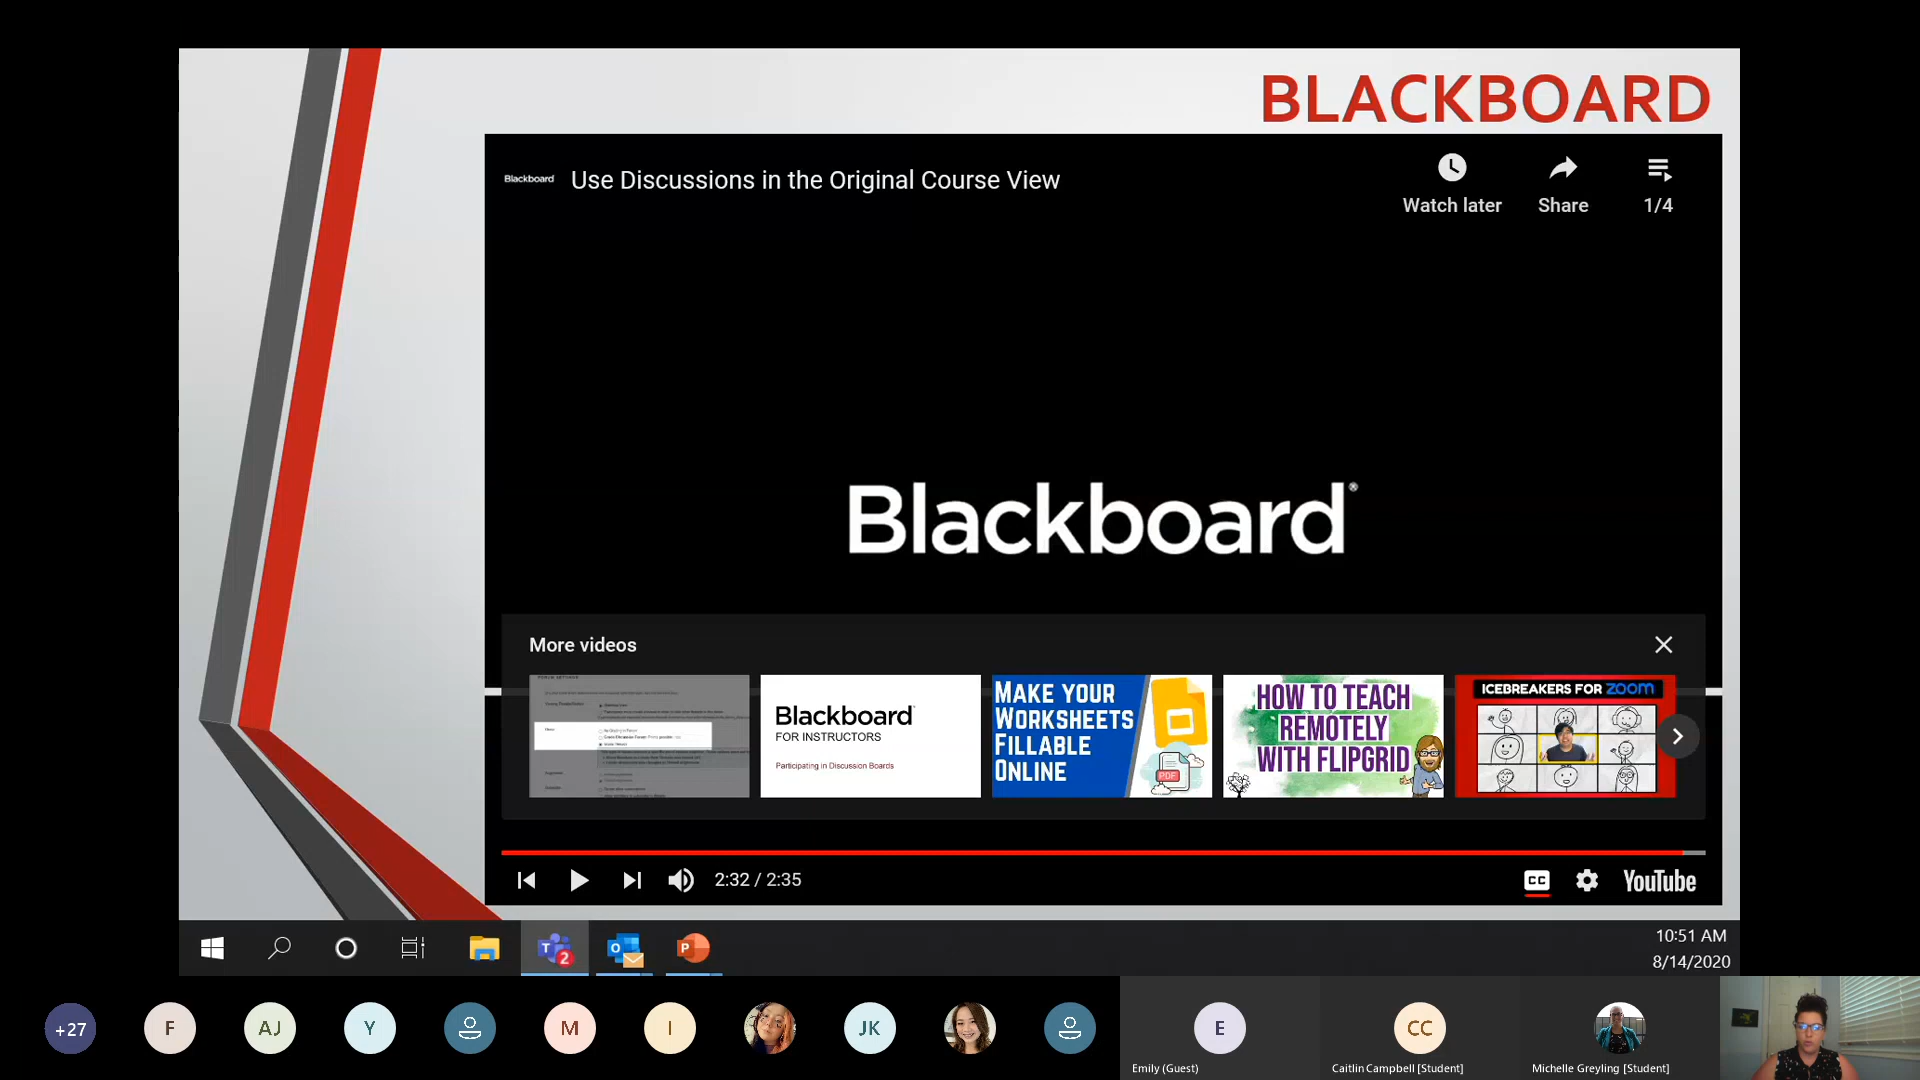 BLACKBOARD
Blackboard
Use Discussions in the Original Course View
Watch later
Share
1/4
Blackboard
More videos
Blackboard
FOR INSTRUCTORS
Participating in Discussion Boards
MAKE YOUR
WORKSHEETS
FILLABLE
ONLINE
PDF
HOW TO TEACH
REMOTELY
WITH FLIPGRID
ICEBREAKERS FOR ZOOM
2:32 / 2:35
CC
YouTube
T
2
O
P
10:51 AM
8/14/2020
+27
F
AJ
Y
M
I
JK
E
CC
Emily (Guest)
Caitlin Campbell [Student]
Michelle Greyling [Student]